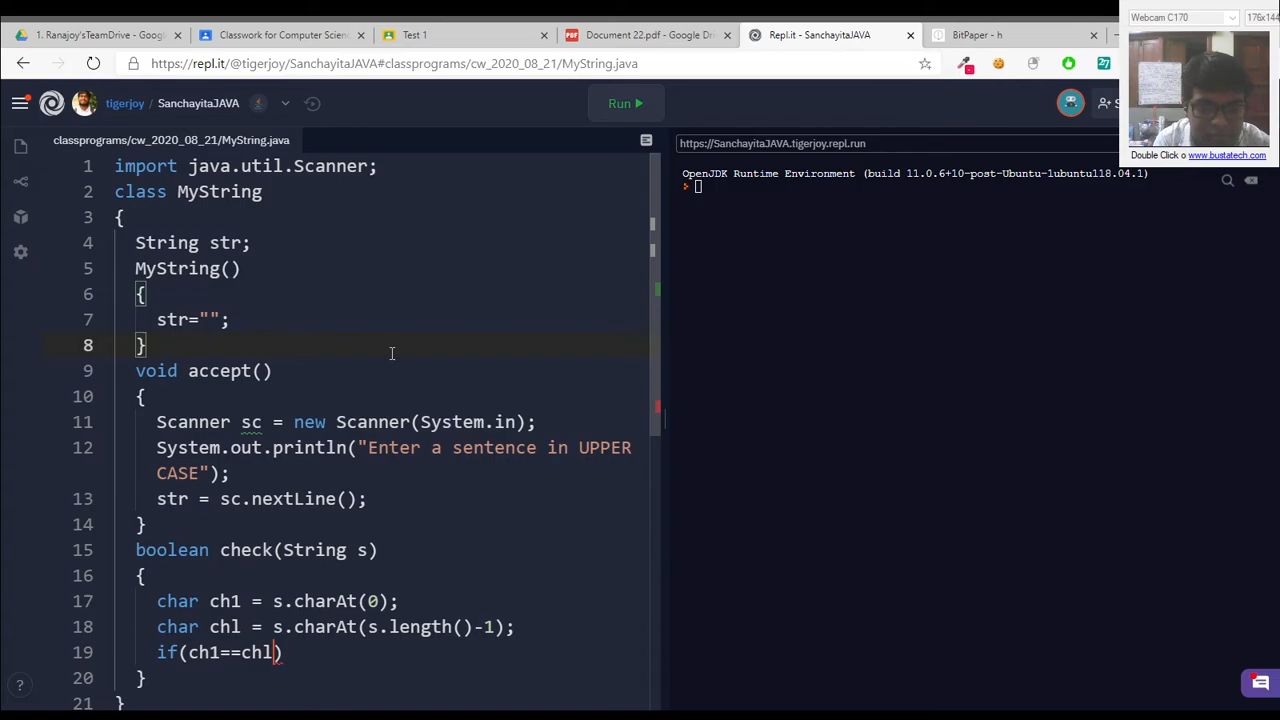 1. Ranajoy'sTeamDrive - Google
Classwork for Computer Scienc
Test 1
Document 22.pdf - Google Dri
Repl.it - SanchayitaJAVA
BitPaper - h
Webcam C170
176x144
https://repl.it/@tigerjoy/SanchayitaJAVA#classprograms/cw_2020_08_21/MyString.java
27
tigerjoy / SanchayitaJAVA
Run
S
Double Click o www.bustatech.com
classprograms/cw_2020_08_21/MyString.java
https://SanchayitaJAVA.tigerjoy.repl.run
OpenJDK Runtime Environment (build 11.0.6+10-post-Ubuntu-1ubuntu118.04.1)
1 import java.util.Scanner;
2 class MyString
3 {
4 String str;
5 MyString()
6 {
7 str="";
8 }
9 void accept()
10 {
11 Scanner sc = new Scanner(System.in);
12 System.out.println("Enter a sentence in UPPER
CASE");
13 str = sc.nextLine();
14 }
15 boolean check(String s)
16 {
17 char ch1 = s.charAt(0);
18 char chl = s.charAt(s.length()-1);
19 if(ch1==chl)
20 }
21 }